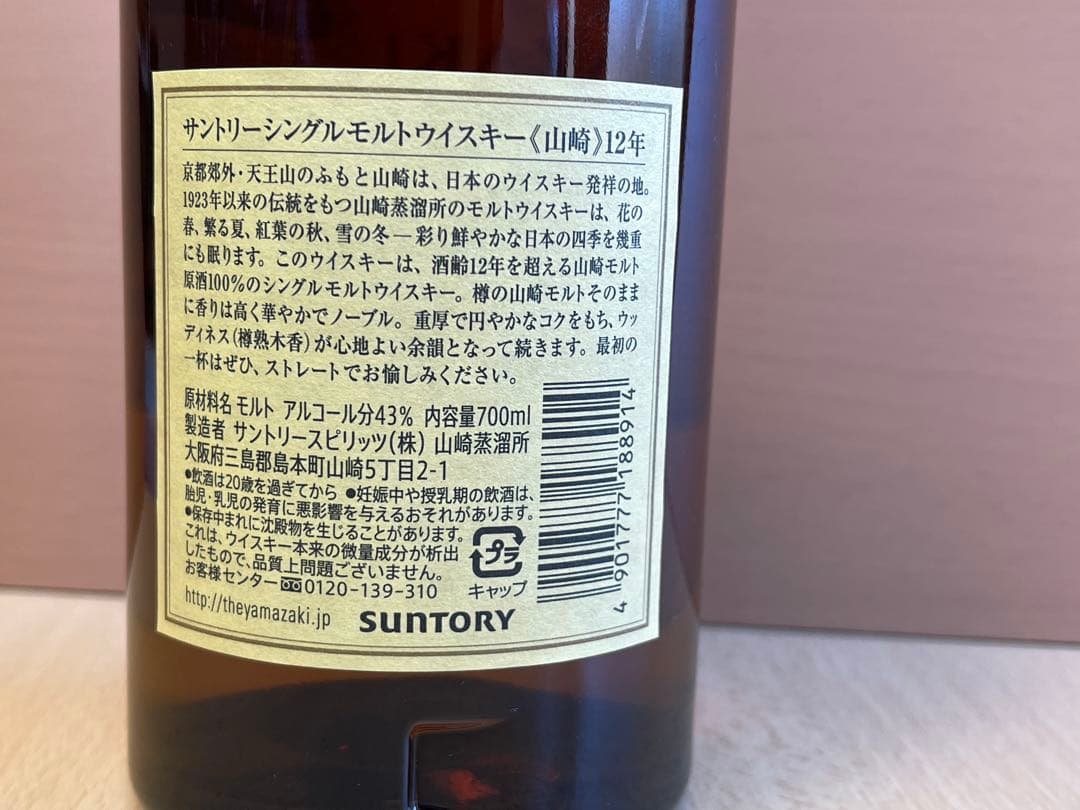 サントリーシングルモルトウイスキー《山崎》12年
京都郊外・天王山のふもと山崎は、日本のウイスキー発祥の地。
1923年以来の伝統をもつ山崎蒸溜所のモルトウイスキーは、花の
春、繁る夏、紅葉の秋、雪の冬―彩り鮮やかな日本の四季を幾重
にも眠ります。このウイスキーは、酒齢12年を超える山崎モルト
原酒100%のシングルモルトウイスキー。樽の山崎モルトそのまま
に香りは高く華やかでノーブル。重厚で円やかなコクをもち、ウッ
ディネス(樽熟木香)が心地よい余韻となって続きます。最初の
一杯はぜひ、ストレートでお愉しみください。
原材料名 モルト アルコール分43% 内容量700ml
製造者 サントリースピリッツ(株) 山崎蒸溜所
大阪府三島郡島本町山崎5丁目2-1
●飲酒は20歳を過ぎてから ●妊娠中や授乳期の飲酒は、
胎児・乳児の発育に悪影響を与えるおそれがあります。
●保存中まれに沈殿物を生じることがあります。
これは、ウイスキー本来の微量成分が析出
したもので、品質上問題ございません。
お客様センター 0120-139-310
http://theyamazaki.jp
SUNTORY
プラ
キャップ
4 901777 188914